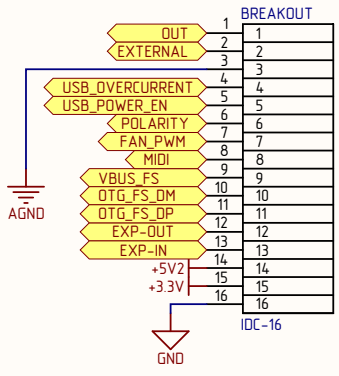 BREAKOUT
OUT 1 1
EXTERNAL 2 2
3 3
USB_OVERCURRENT 4 4
USB_POWER_EN 5 5
POLARITY 6 6
FAN_PWM 7 7
MIDI 8 8
VBUS_FS 9 9
OTG_FS_DM 10 10
OTG_FS_DP 11 11
EXP-OUT 12 12
EXP-IN 13 13
+5V2 14 14
+3.3V 15 15
16 16
AGND
IDC-16
GND